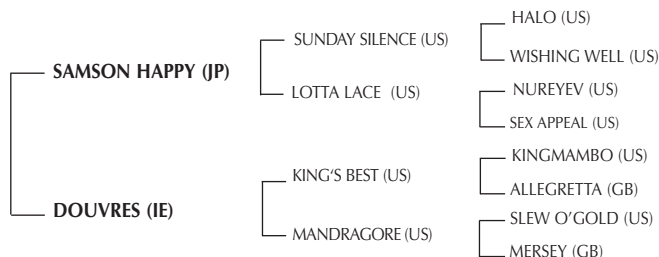 HALO (US)
SUNDAY SILENCE (US)
WISHING WELL (US)
SAMSON HAPPY (JP)
LOTTA LACE (US)
NUREYEV (US)
SEX APPEAL (US)
KINGMAMBO (US)
KING'S BEST (US)
ALLEGRETTA (GB)
DOUVRES (IE)
MANDRAGORE (US)
SLEW O'GOLD (US)
MERSEY (GB)